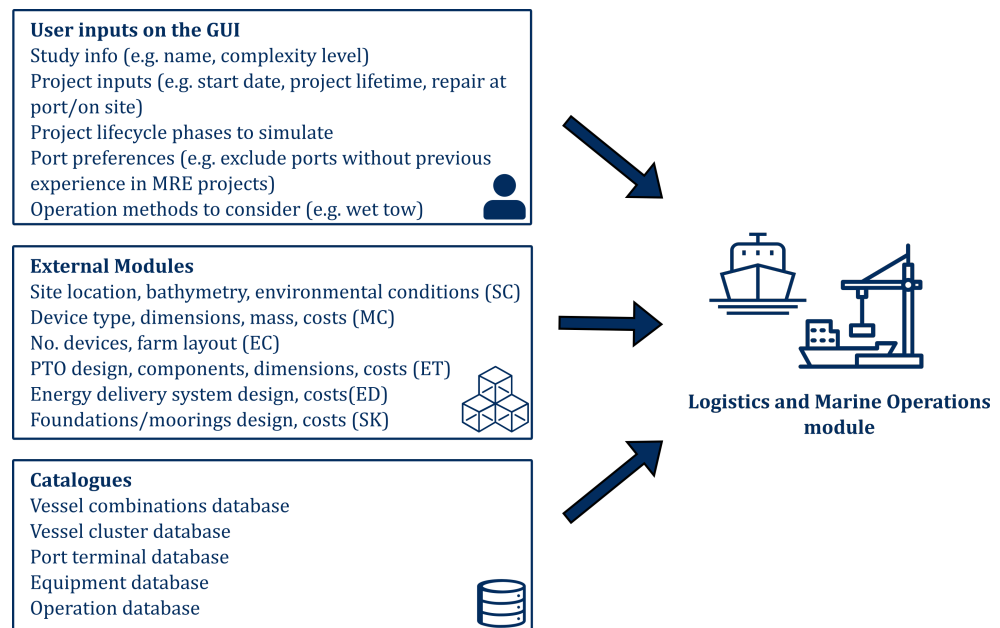 User inputs on the GUI
Study info (e.g. name, complexity level)
Project inputs (e.g. start date, project lifetime, repair at
port/on site)
Project lifecycle phases to simulate
Port preferences (e.g. exclude ports without previous
experience in MRE projects)
Operation methods to consider (e.g. wet tow)
External Modules
Site location, bathymetry, environmental conditions (SC)
Device type, dimensions, mass, costs (MC)
No. devices, farm layout (EC)
PTO design, components, dimensions, costs (ET)
Energy delivery system design, costs(ED)
Foundations/moorings design, costs (SK)
Catalogues
Vessel combinations database
Vessel cluster database
Port terminal database
Equipment database
Operation database
Logistics and Marine Operations
module